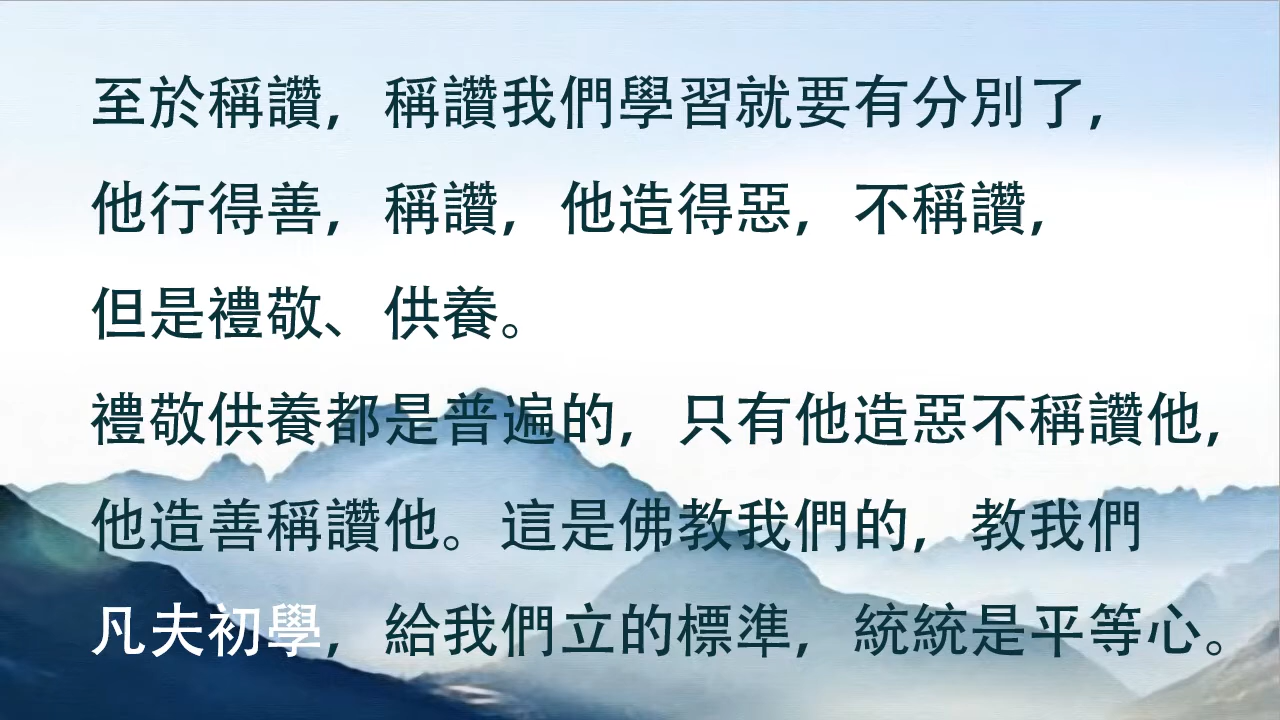 至於稱讚，稱讚我們學習就要有分別了，
他行得善，稱讚，他造得惡，不稱讚，
但是禮敬、供養。
禮敬供養都是普遍的，只有他造惡不稱讚他，
他造善稱讚他。這是佛教我們的，教我們
凡夫初學，給我們立的標準，統統是平等心。